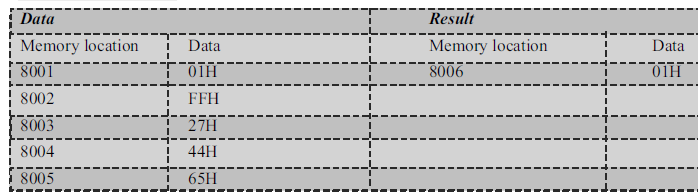 Data Result
Memory location Data Memory location Data
8001 01H 8006 01H
8002 FFH
8003 27H
8004 44H
8005 65H